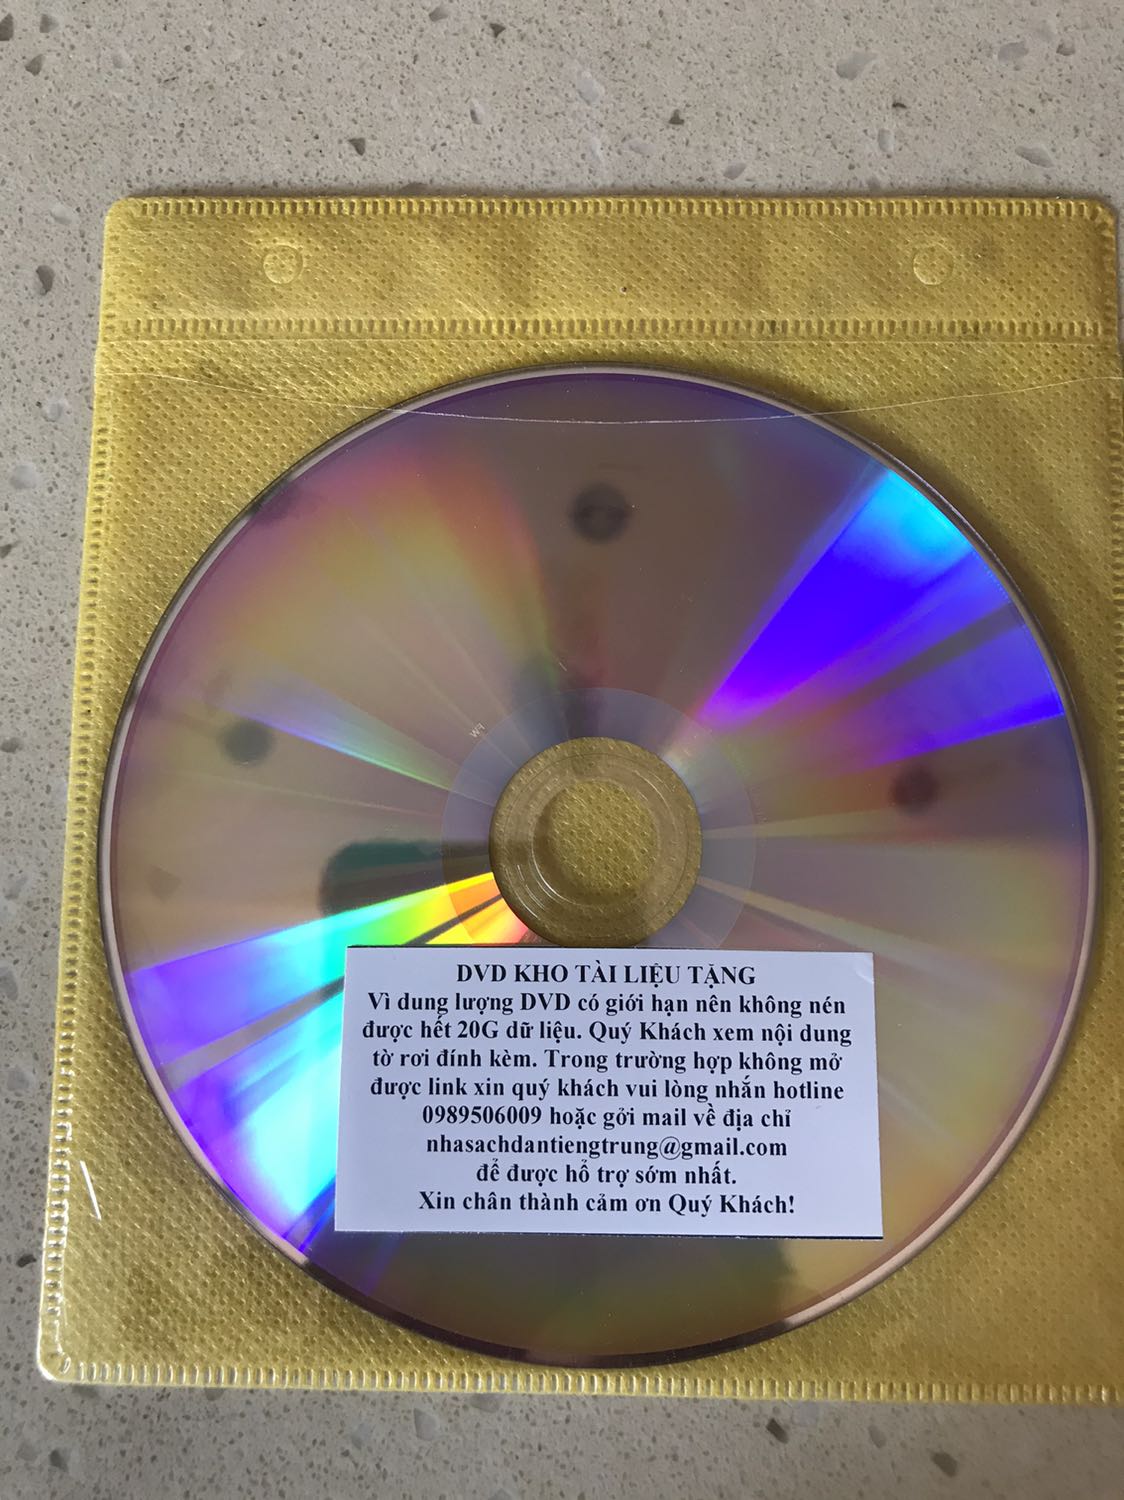 DVD KHO TÀI LIỆU TẶNG
Vì dung lượng DVD có giới hạn nên không nén
được hết 20G dữ liệu. Quý Khách xem nội dung
tờ rơi đính kèm. Trong trường hợp không mở
được link xin quý khách vui lòng nhắn hotline
0989506009 hoặc gởi mail về địa chỉ
nhasachdantiengtrung@gmail.com
để được hổ trợ sớm nhất.
Xin chân thành cảm ơn Quý Khách!